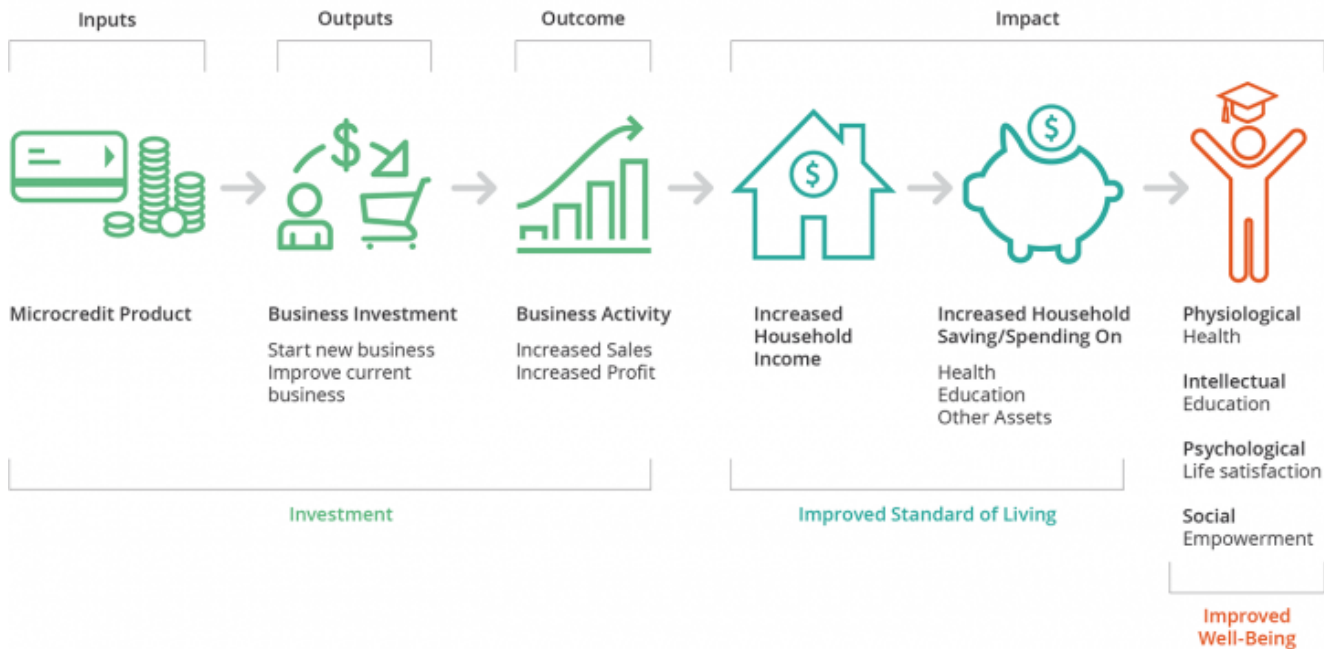 Inputs
Outputs
Outcome
Impact
$
$
$
Microcredit Product
Business Investment
Start new business
Improve current
business
Business Activity
Increased Sales
Increased Profit
Increased
Household
Income
Increased Household
Saving/Spending On
Health
Education
Other Assets
Physiological
Health
Intellectual
Education
Psychological
Life satisfaction
Social
Empowerment
Investment
Improved Standard of Living
Improved
Well-Being